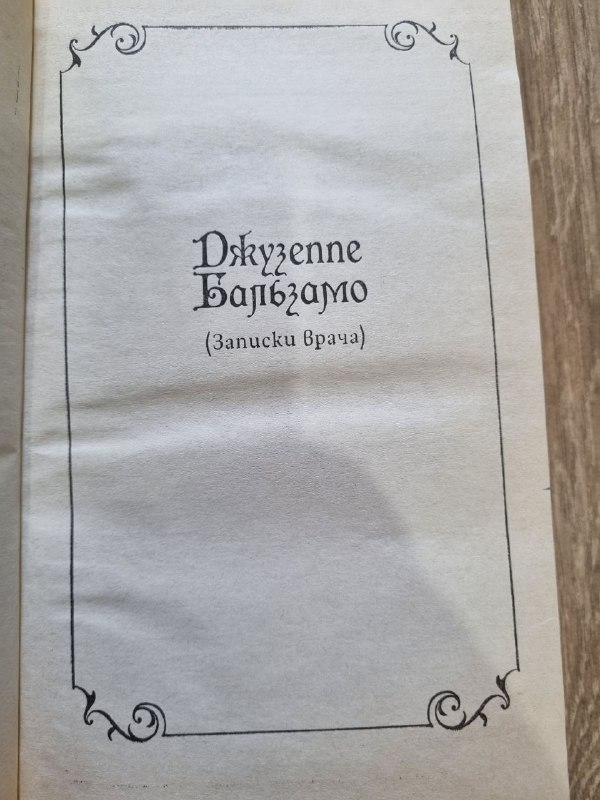 Джузеппе
Бальзамо
(Записки врача)